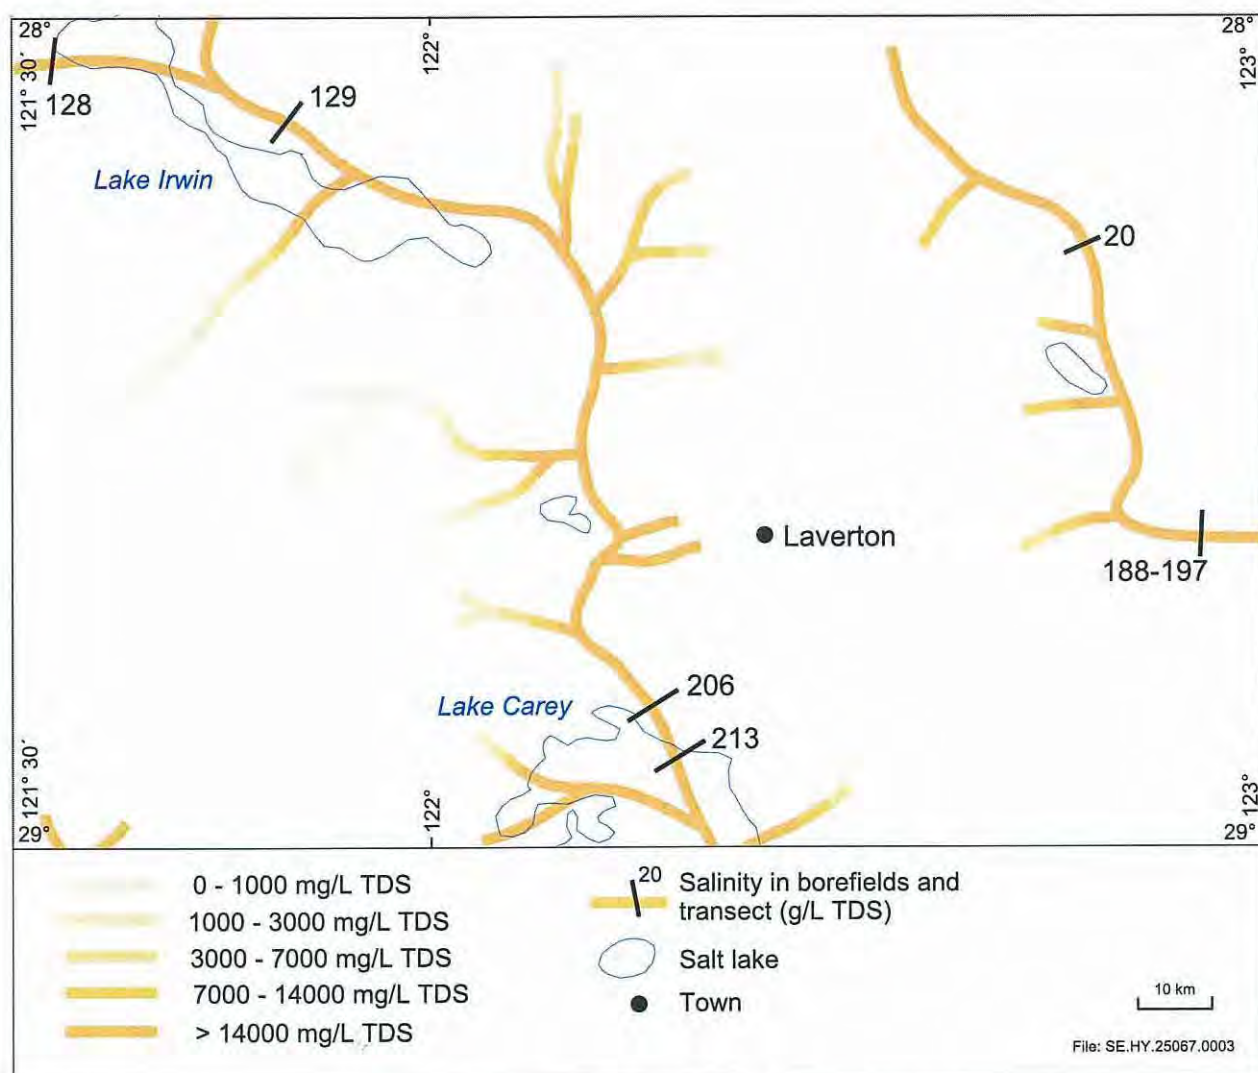 28°
121° 30´
122°
28°
123°
128
129
Lake Irwin
20
Laverton
188-197
Lake Carey
206
213
121° 30´
29°
122°
123°
29°
0 - 1000 mg/L TDS
1000 - 3000 mg/L TDS
3000 - 7000 mg/L TDS
7000 - 14000 mg/L TDS
> 14000 mg/L TDS
20
Salinity in borefields and
transect (g/L TDS)
Salt lake
Town
10 km
File: SE.HY.25067.0003